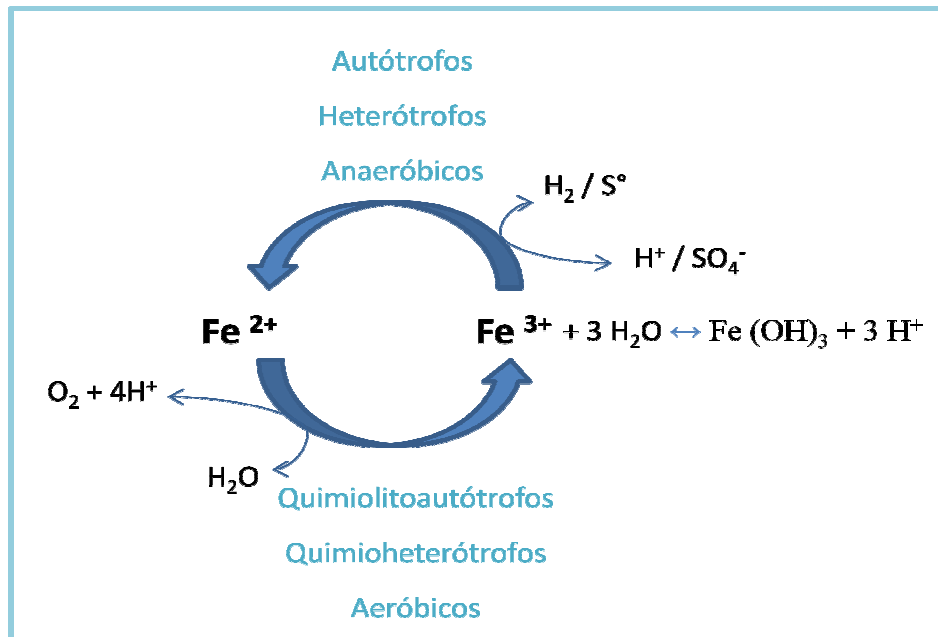 Autótrofos
Heterótrofos
Anaeróbicos
H₂ / S°
H⁺ / SO₄⁻
Fe ²⁺
Fe ³⁺ + 3 H₂O ↔ Fe (OH)₃ + 3 H⁺
O₂ + 4H⁺
H₂O
Quimiolitoautótrofos
Quimioheterótrofos
Aeróbicos